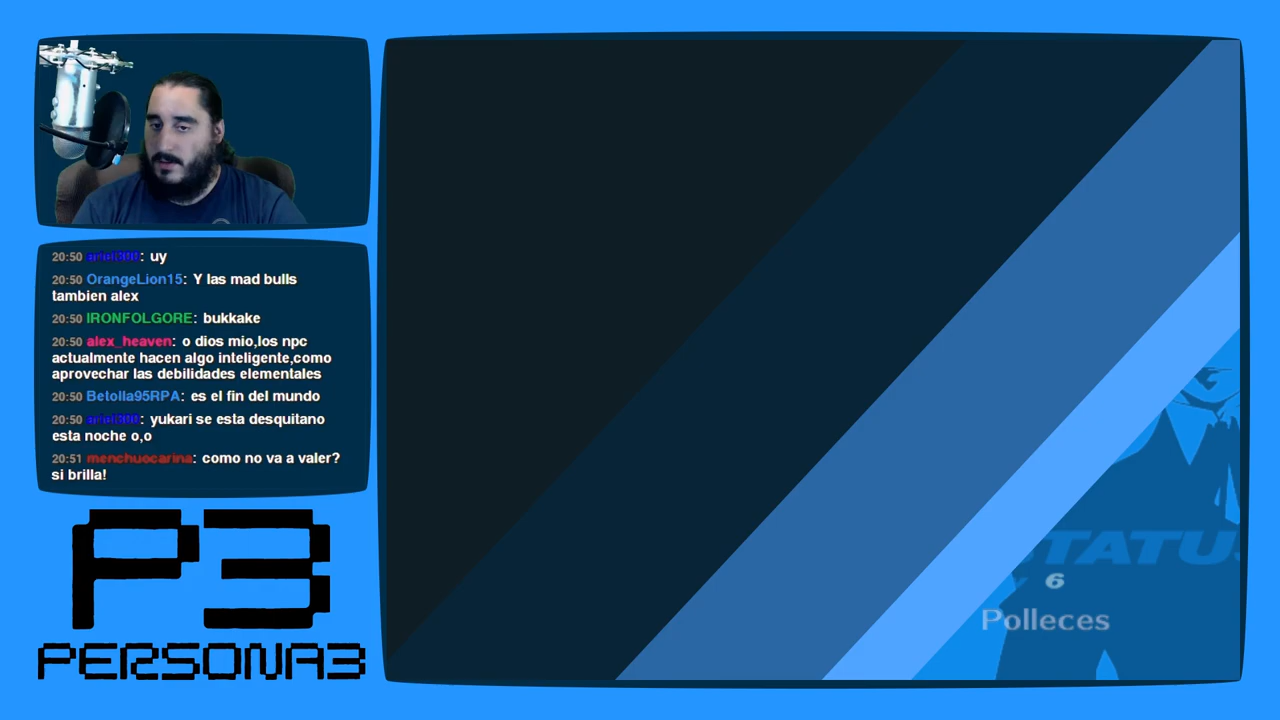 20:50 ariel300: uy
20:50 OrangeLion15: Y las mad bulls
tambien alex
20:50 IRONFOLGORE: bukkake
20:50 alex_heaven: o dios mio,los npc
actualmente hacen algo inteligente,como
aprovechar las debilidades elementales
20:50 Betolla95RPA: es el fin del mundo
20:50 ariel300: yukari se esta desquitano
esta noche o,o
20:51 menchuocarina: como no va a valer?
si brilla!
P3
PERSONA3
STATUS
6
Polleces